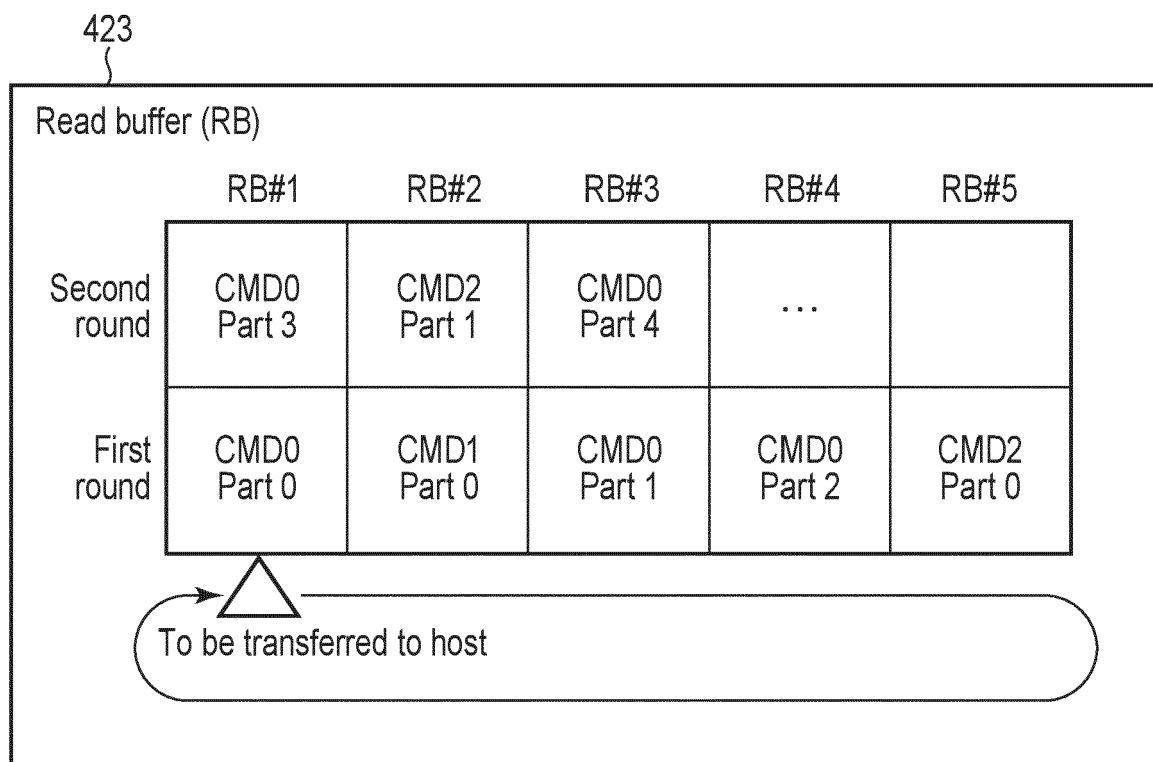 423
Read buffer (RB)
RB#1 RB#2 RB#3 RB#4 RB#5
Second
round
CMD0
Part 3
CMD2
Part 1
CMD0
Part 4
...
First
round
CMD0
Part 0
CMD1
Part 0
CMD0
Part 1
CMD0
Part 2
CMD2
Part 0
To be transferred to host